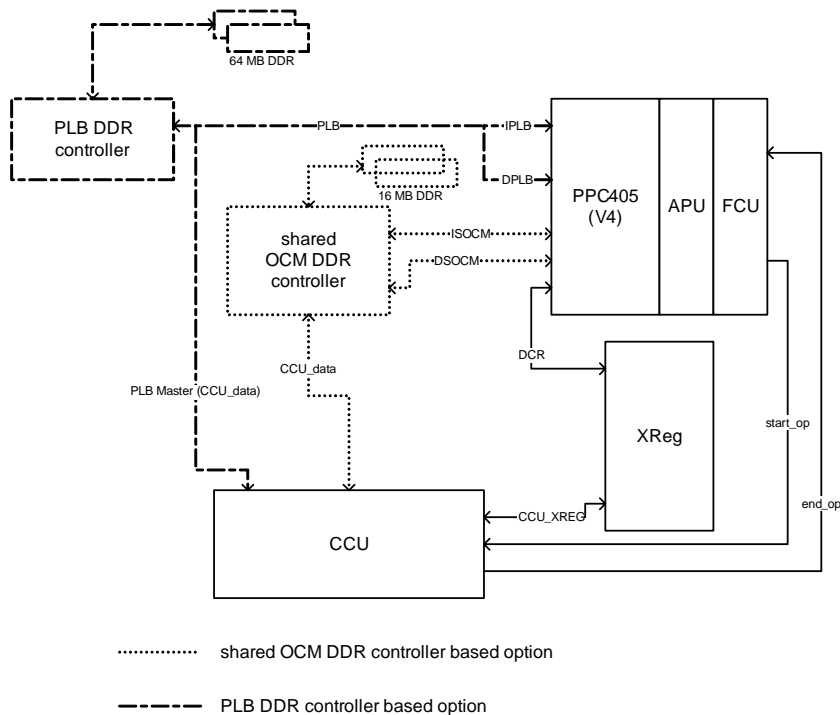 64 MB DDR
PLB DDR
controller
PLB
IPLB
DPLB
16 MB DDR
PPC405
(V4)
APU
FCU
shared
OCM DDR
controller
ISOCM
DSOCM
DCR
CCU_data
PLB Master (CCU_data)
XReg
start_op
end_op
CCU_XREG
CCU
shared OCM DDR controller based option
PLB DDR controller based option